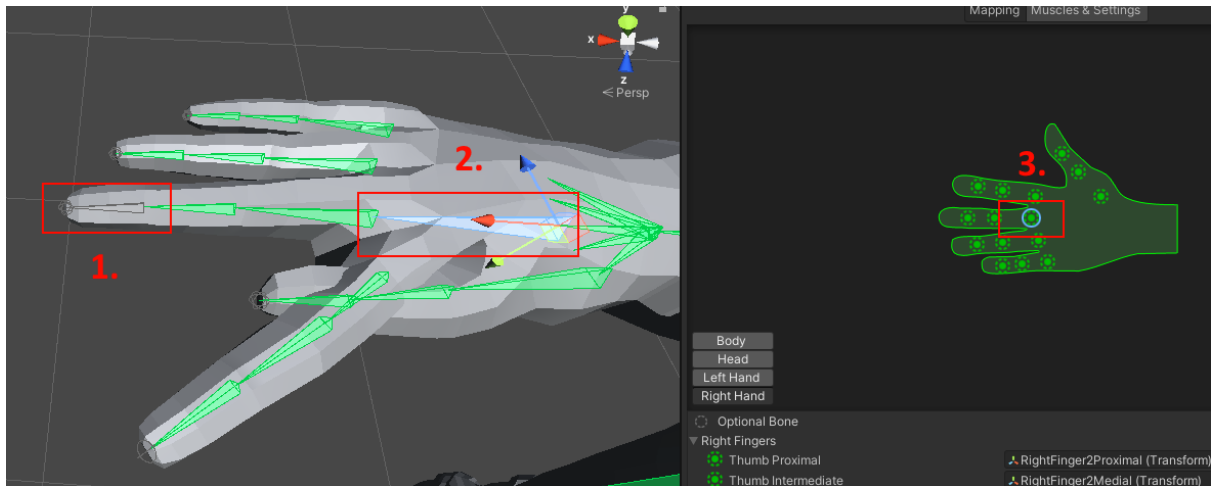 y
x
z
Persp
1.
2.
Mapping Muscles & Settings
3.
Body
Head
Left Hand
Right Hand
Optional Bone
Right Fingers
Thumb Proximal RightFinger2Proximal (Transform)
Thumb Intermediate RightFinger2Medial (Transform)